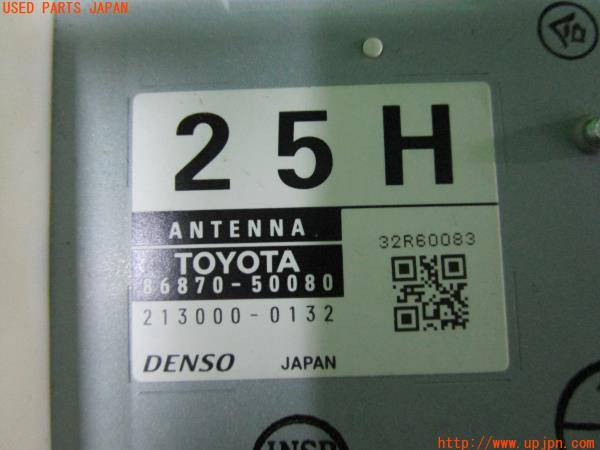 USED PARTS JAPAN
25H
ANTENNA
TOYOTA
86870-50080
213000-0132
32R60083
DENSO JAPAN
INSP
http://www.upjpn.com/